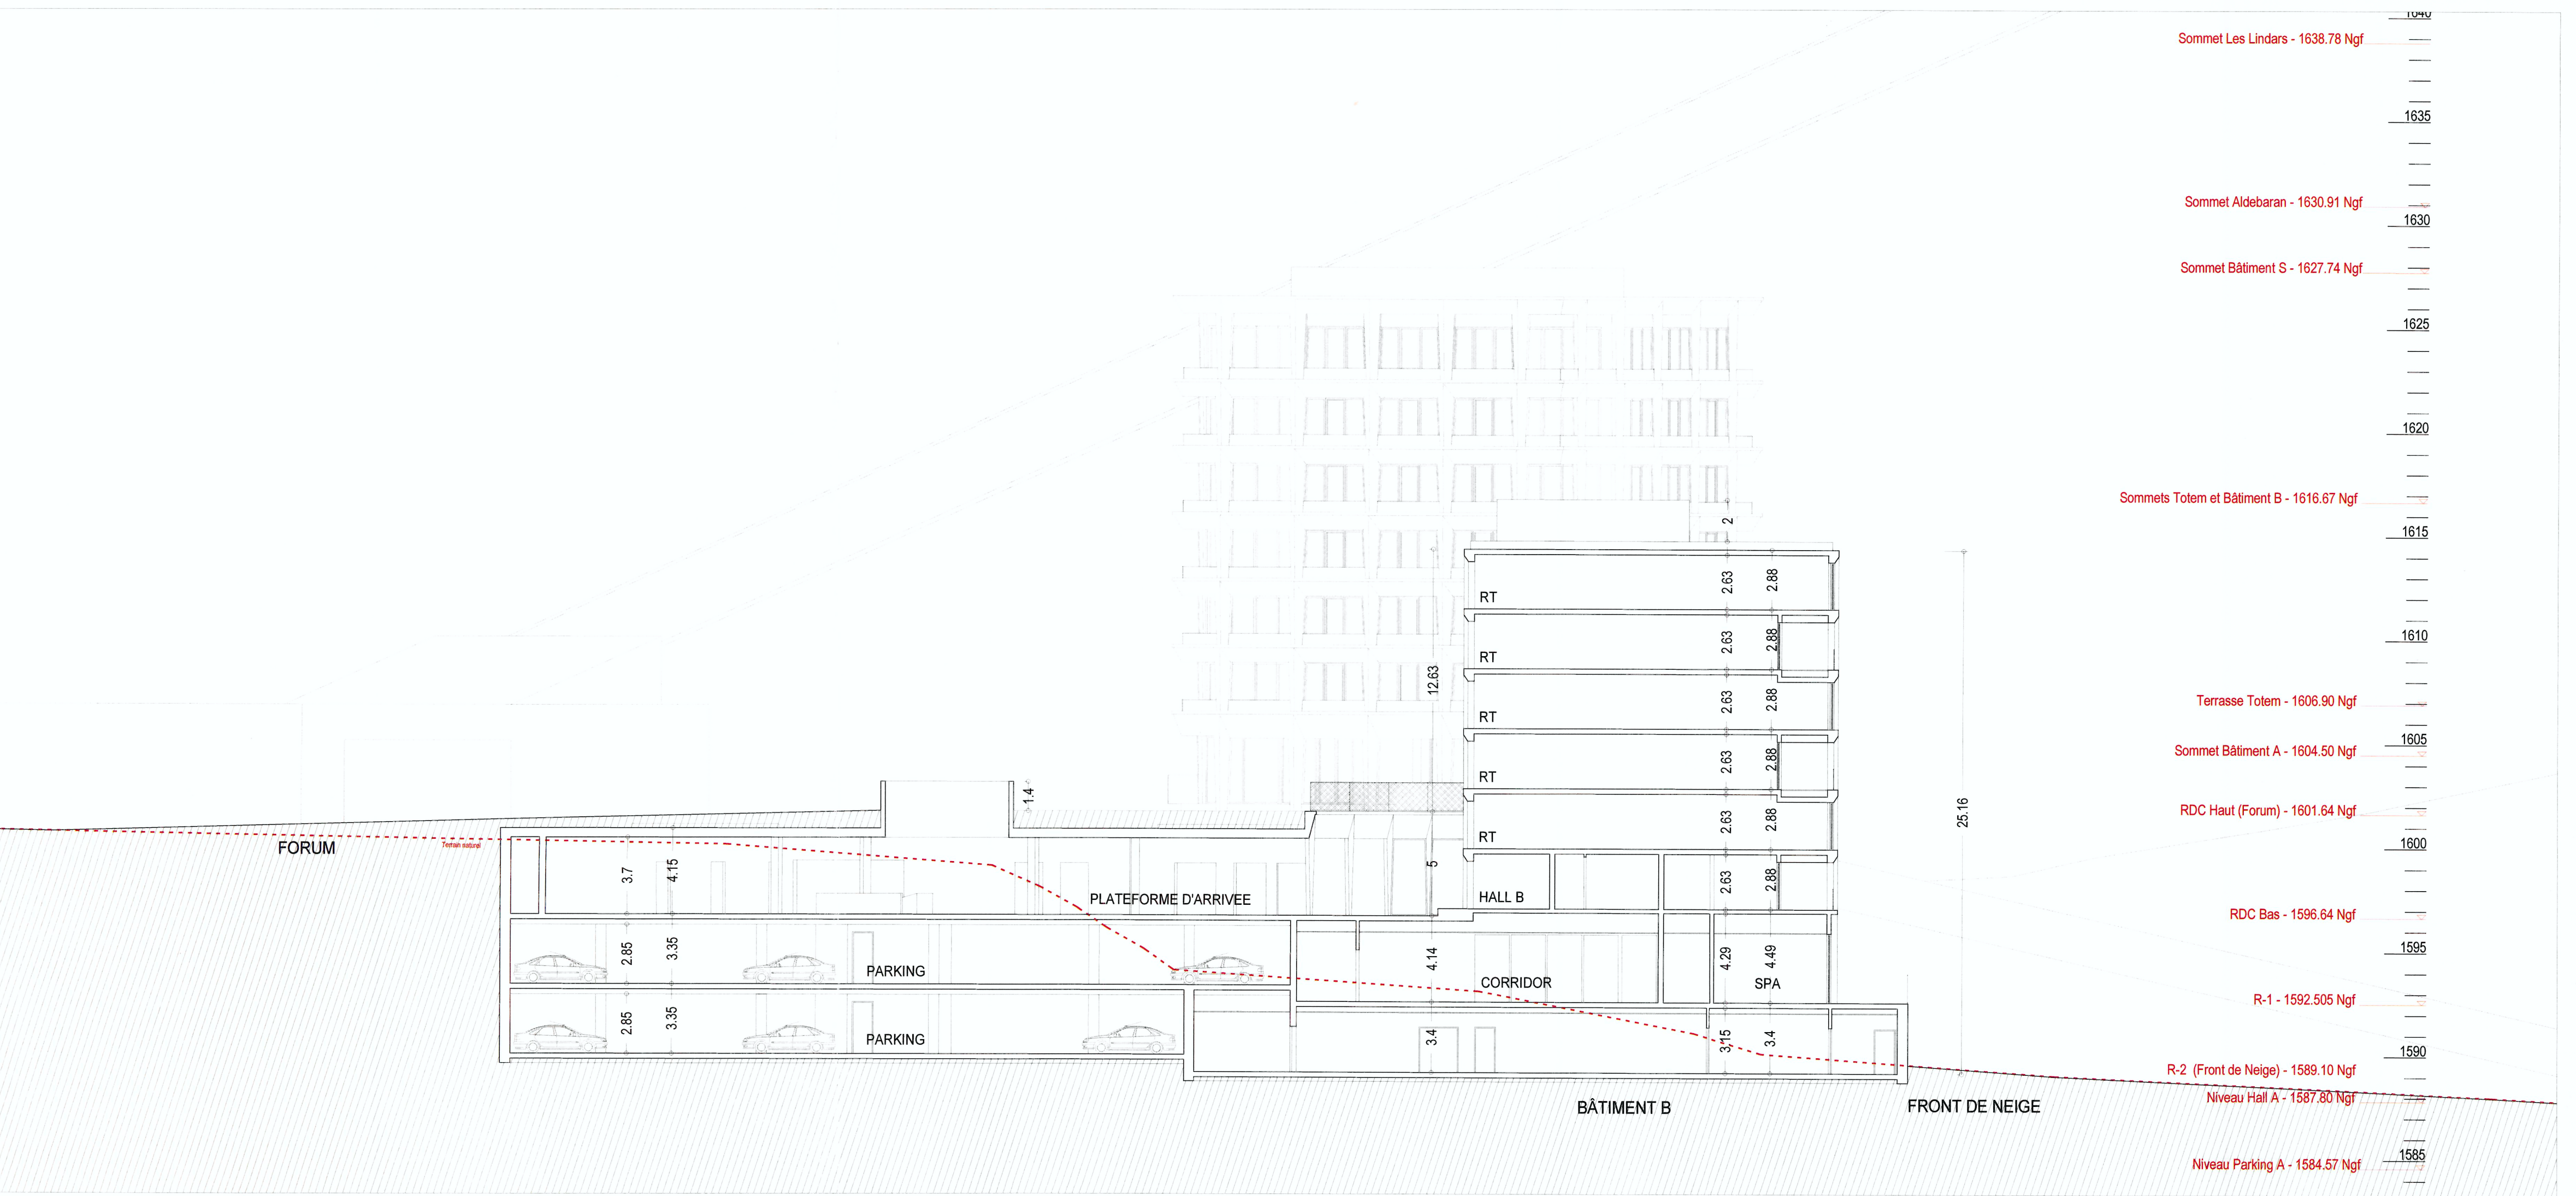 1640
Sommet Les Lindars - 1638.78 Ngf
1635
Sommet Aldebaran - 1630.91 Ngf
1630
Sommet Bâtiment S - 1627.74 Ngf
1625
1620
Sommets Totem et Bâtiment B - 1616.67 Ngf
2
1615
2.63
2.88
RT
2.63
2.88
1610
RT
12.63
2.63
2.88
Terrasse Totem - 1606.90 Ngf
RT
1605
2.63
2.88
Sommet Bâtiment A - 1604.50 Ngf
RT
1.4
25.16
RDC Haut (Forum) - 1601.64 Ngf
2.63
2.88
RT
FORUM
Terrain naturel
1600
3.7
4.15
5
2.63
2.88
PLATEFORME D'ARRIVEE
HALL B
RDC Bas - 1596.64 Ngf
2.85
3.35
4.14
4.29
4.49
1595
PARKING
CORRIDOR
SPA
R-1 - 1592.505 Ngf
2.85
3.35
PARKING
3.4
3.15
3.4
1590
R-2 (Front de Neige) - 1589.10 Ngf
Niveau Hall A - 1587.80 Ngf
BÂTIMENT B
FRONT DE NEIGE
1585
Niveau Parking A - 1584.57 Ngf